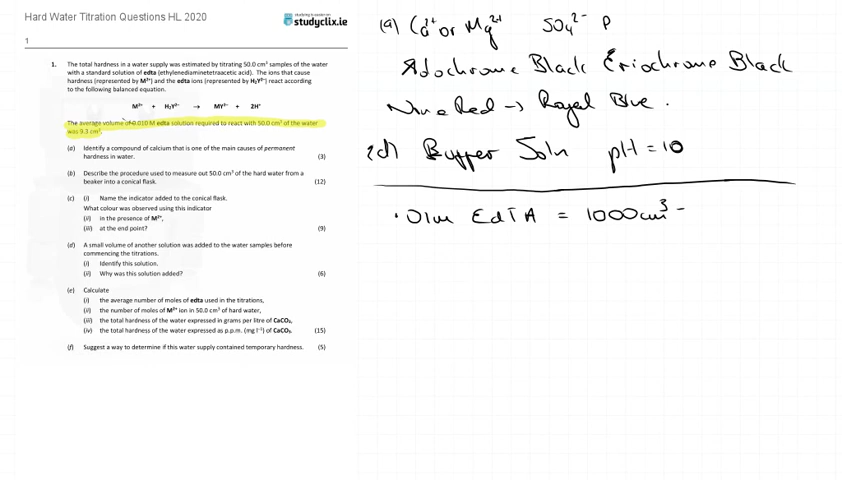 Hard Water Titration Questions HL 2020
studying is easier on
studyclix.ie
1
1. The total hardness in a water supply was estimated by titrating 50.0 cm³ samples of the water
with a standard solution of edta (ethylenediaminetetraacetic acid). The ions that cause
hardness (represented by M²⁺) and the edta ions (represented by H₂Y²⁻) react according
to the following balanced equation.
M²⁺ + H₂Y²⁻ → MY²⁻ + 2H⁺
The average volume of 0.010 M edta solution required to react with 50.0 cm³ of the water
was 9.3 cm³.
(a) Identify a compound of calcium that is one of the main causes of permanent
hardness in water. (3)
(b) Describe the procedure used to measure out 50.0 cm³ of the hard water from a
beaker into a conical flask. (12)
(c) (i) Name the indicator added to the conical flask.
What colour was observed using this indicator
(ii) in the presence of M²⁺,
(iii) at the end point? (9)
(d) A small volume of another solution was added to the water samples before
commencing the titrations.
(i) Identify this solution.
(ii) Why was this solution added? (6)
(e) Calculate
(i) the average number of moles of edta used in the titrations,
(ii) the number of moles of M²⁺ ion in 50.0 cm³ of hard water,
(iii) the total hardness of the water expressed in grams per litre of CaCO₃,
(iv) the total hardness of the water expressed as p.p.m. (mg l⁻¹) of CaCO₃. (15)
(f) Suggest a way to determine if this water supply contained temporary hardness. (5)
(a) Ca²⁺ or Mg²⁺ SO₄²⁻ P
Black Eriochrome Black
Wine Red → Royal Blue.
(d) Buffer Soln pH = 10
.01m EdTA = 1000cm³ -